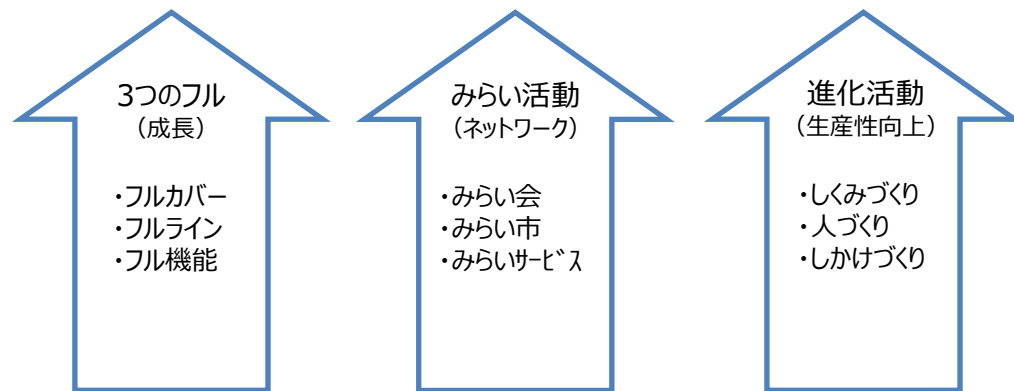 3つのフル
（成長）
・フルカバー
・フルライン
・フル機能
みらい活動
（ネットワーク）
・みらい会
・みらい市
・みらいサービス
進化活動
（生産性向上）
・しくみづくり
・人づくり
・しかけづくり